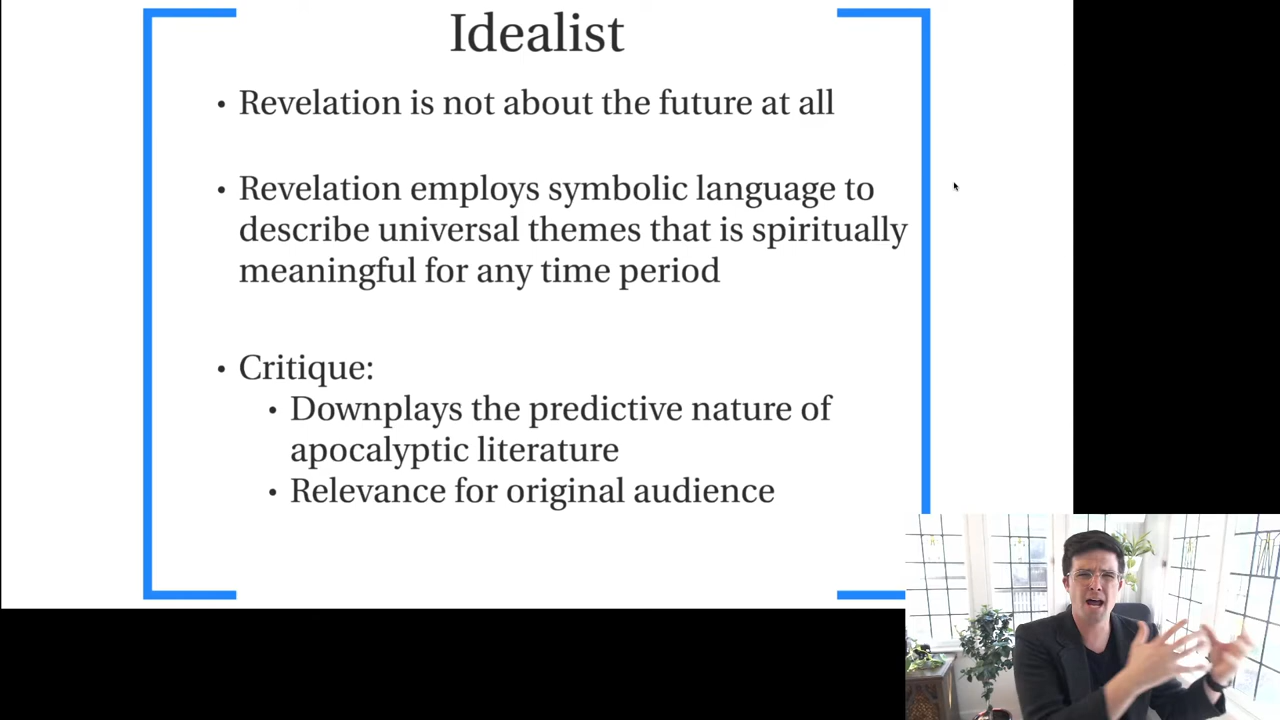 Idealist
• Revelation is not about the future at all
• Revelation employs symbolic language to
describe universal themes that is spiritually
meaningful for any time period
• Critique:
• Downplays the predictive nature of
apocalyptic literature
• Relevance for original audience